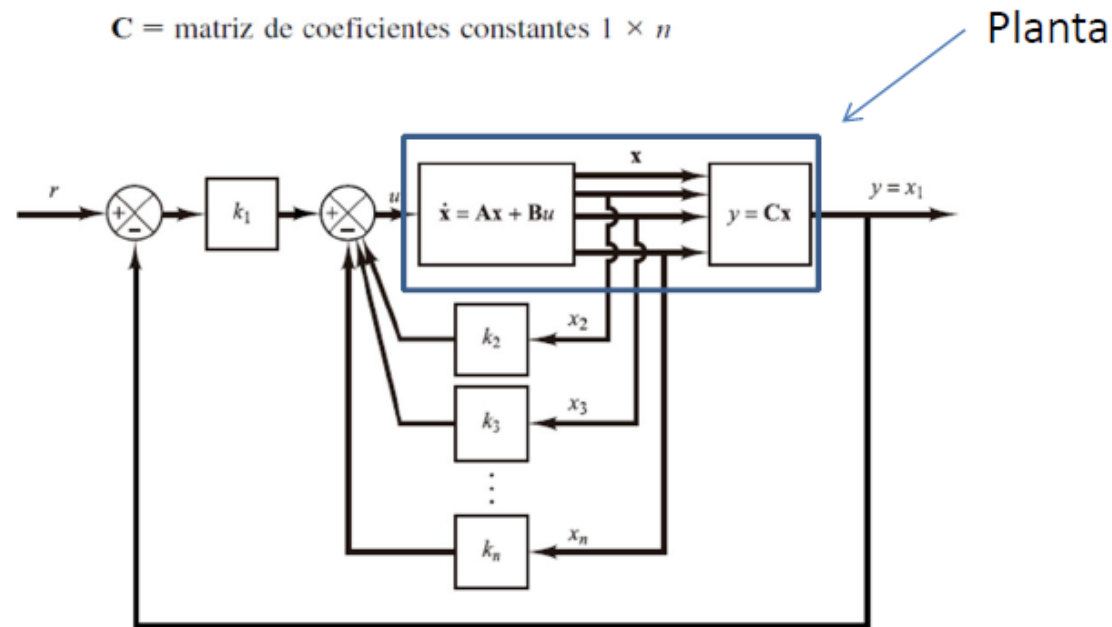 C = matriz de coeficientes constantes 1 × n
Planta
r
+
−
k₁
+
−
u
ẋ = Ax + Bu
x
y = Cx
y = x₁
k₂
x₂
k₃
x₃
⋮
kₙ
xₙ